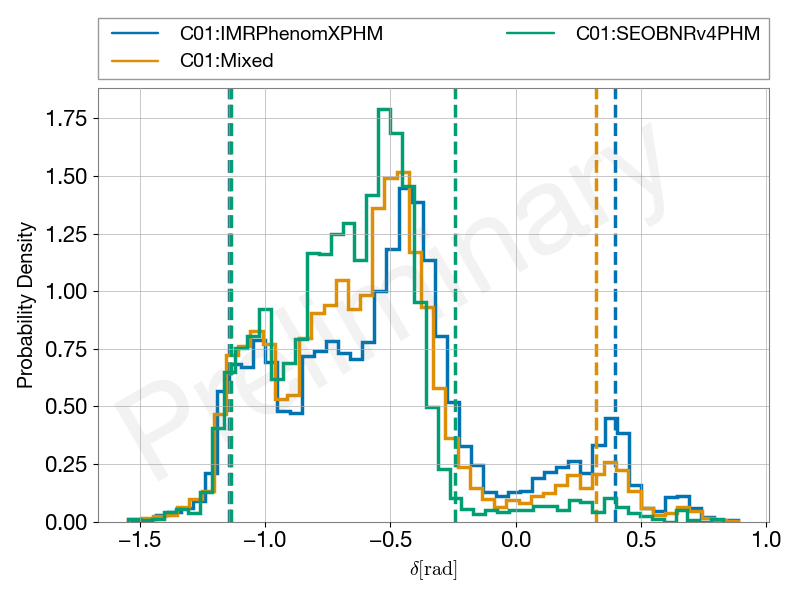 C01:IMRPhenomXPHM
C01:Mixed
C01:SEOBNRv4PHM
Preliminary
Probability Density
1.75
1.50
1.25
1.00
0.75
0.50
0.25
0.00
−1.5 −1.0 −0.5 0.0 0.5 1.0
δ[rad]